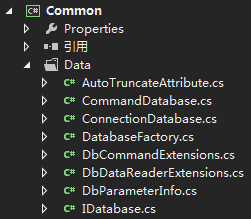 C# Common
Properties
引用
Data
C# AutoTruncateAttribute.cs
C# CommandDatabase.cs
C# ConnectionDatabase.cs
C# DatabaseFactory.cs
C# DbCommandExtensions.cs
C# DbDataReaderExtensions.cs
C# DbParameterInfo.cs
C# IDatabase.cs